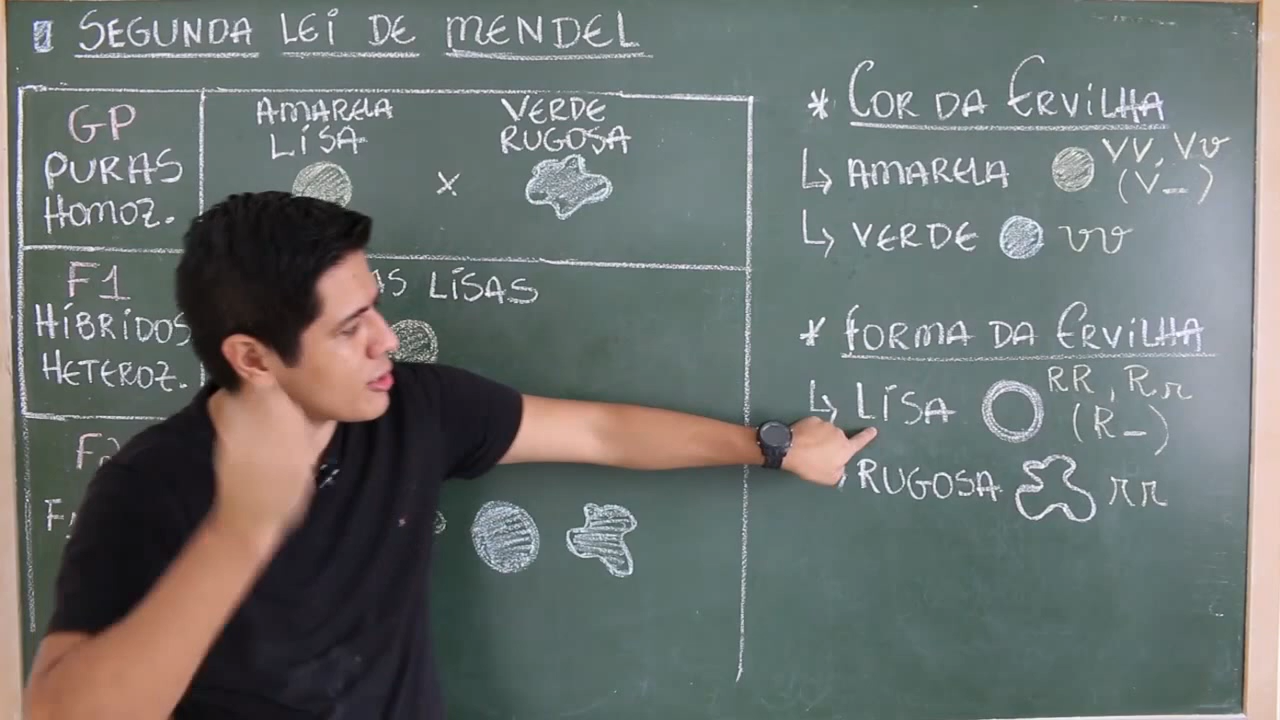 SEGUNDA LEI DE MENDEL
GP
PURAS
HOMOZ.
AMARELA
LISA
x
VERDE
RUGOSA
F1
HÍBRIDOS
HETEROZ.
LISAS
* COR DA ERVILHA
↳ AMARELA VV, Vv
(V_)
↳ VERDE vv
* FORMA DA ERVILHA
↳ LISA RR, Rr
(R_)
RUGOSA rr